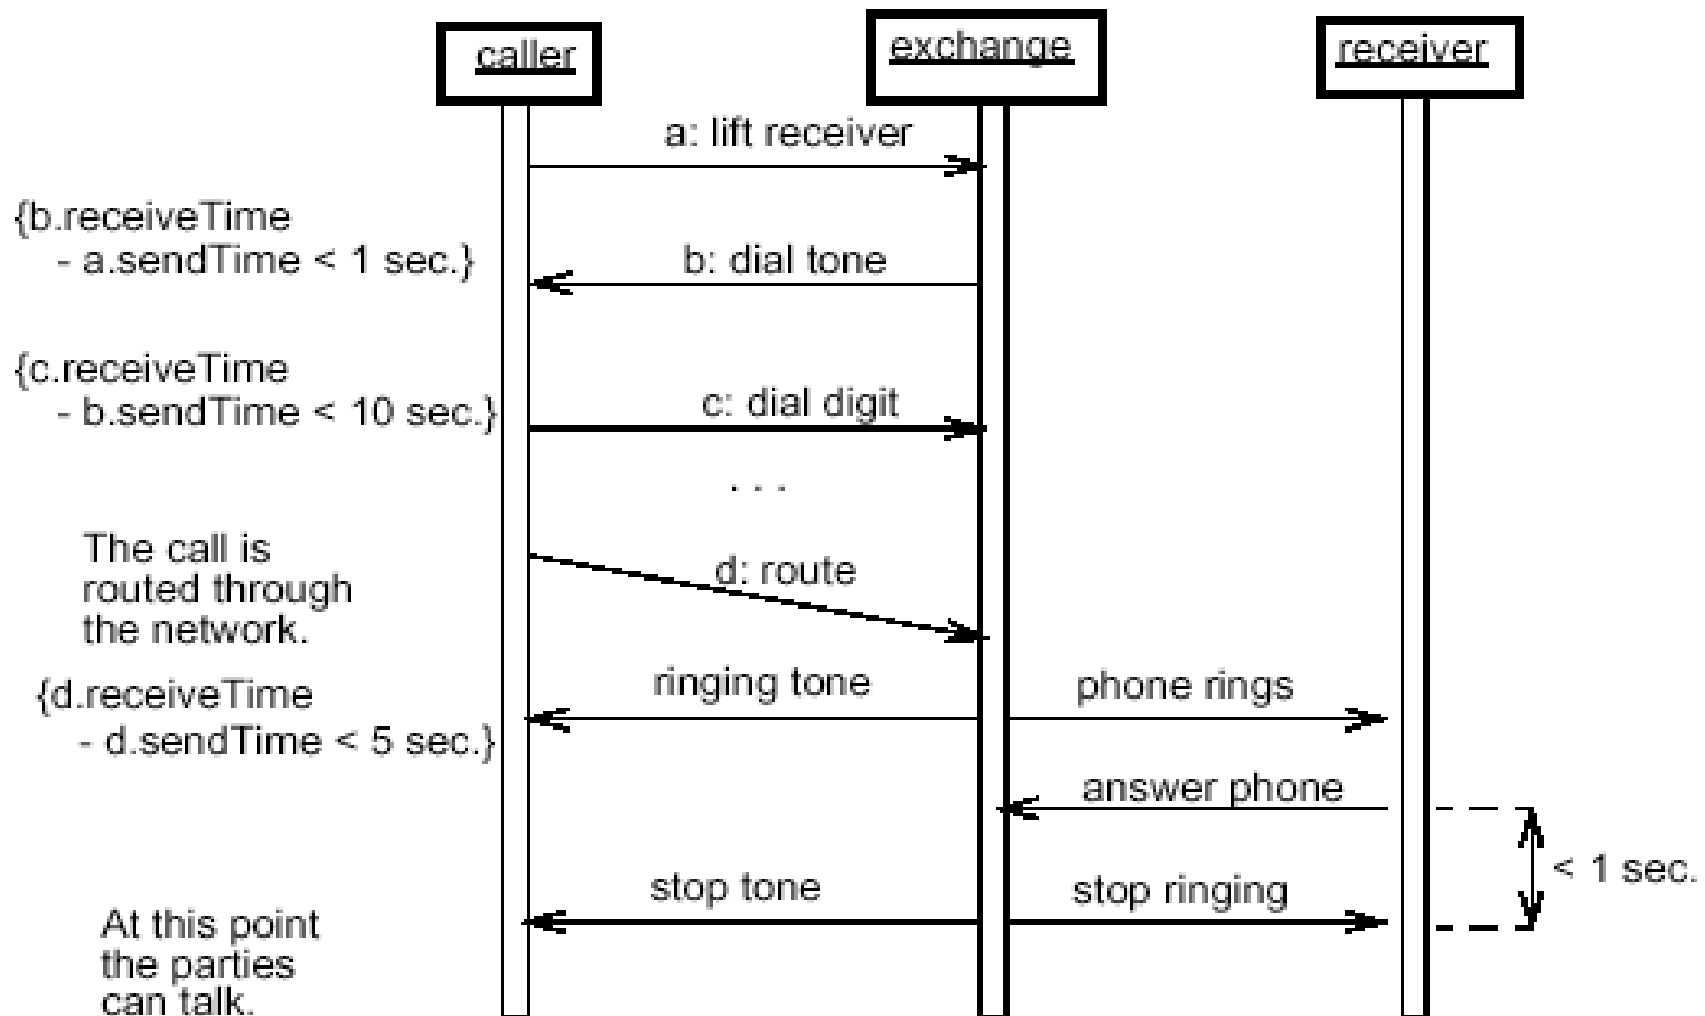 caller
exchange
receiver
a: lift receiver
{b.receiveTime
- a.sendTime < 1 sec.}
b: dial tone
{c.receiveTime
- b.sendTime < 10 sec.}
c: dial digit
. . .
The call is
routed through
the network.
d: route
{d.receiveTime
- d.sendTime < 5 sec.}
ringing tone
phone rings
answer phone
< 1 sec.
stop tone
stop ringing
At this point
the parties
can talk.